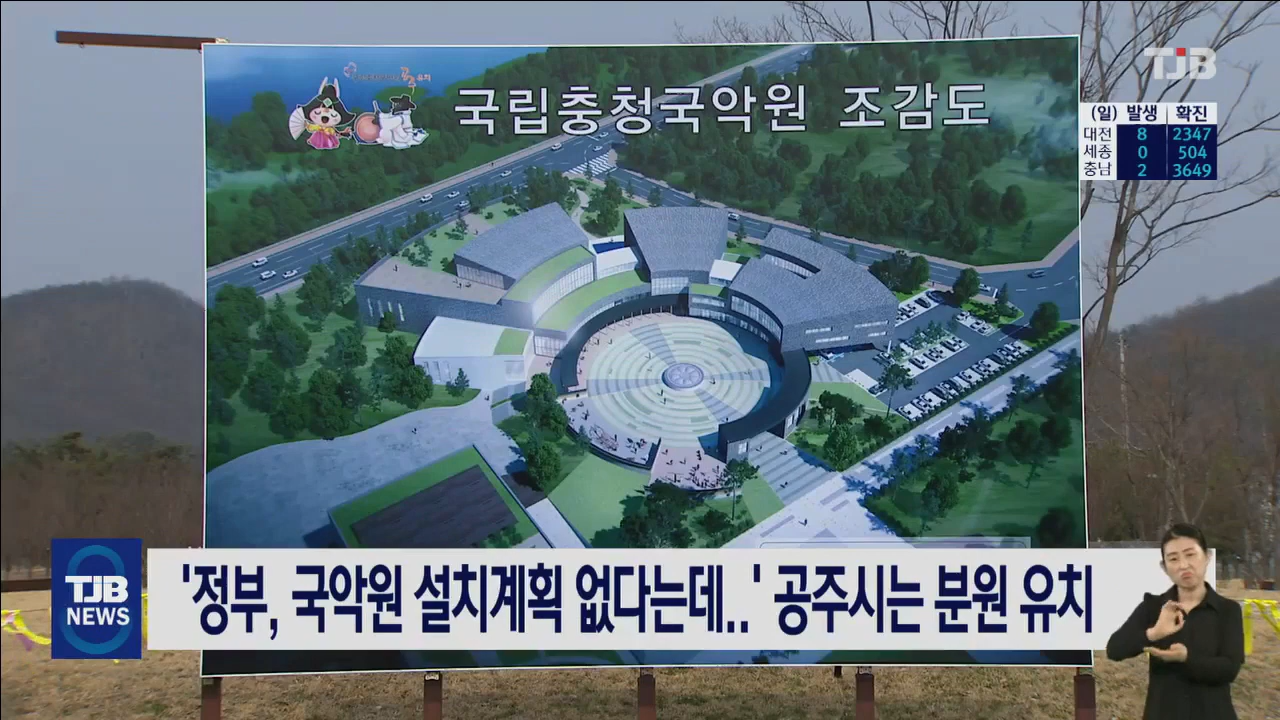 국립충청국악원 조감도
TJB
(일) 발생 확진
대전 8 2347
세종 0 504
충남 2 3649
TJB
NEWS
'정부, 국악원 설치계획 없다는데..' 공주시는 분원 유치